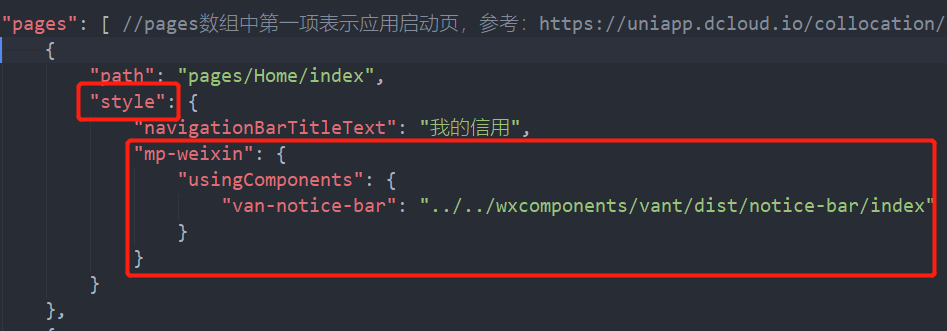 "pages": [ //pages数组中第一项表示应用启动页，参考：https://uniapp.dcloud.io/collocation/
{
"path": "pages/Home/index",
"style": {
"navigationBarTitleText": "我的信用",
"mp-weixin": {
"usingComponents": {
"van-notice-bar": "../../wxcomponents/vant/dist/notice-bar/index"
}
}
}
},